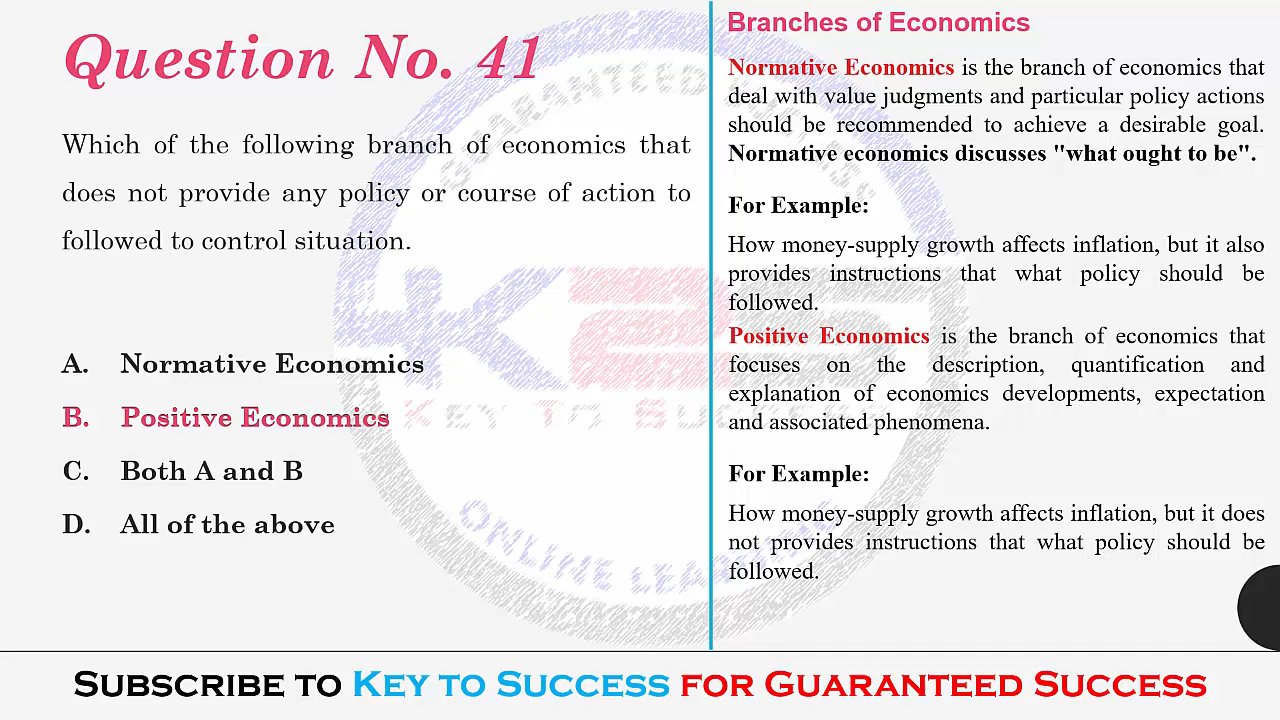 Question No. 41
Which of the following branch of economics that
does not provide any policy or course of action to
followed to control situation.
A. Normative Economics
B. Positive Economics
C. Both A and B
D. All of the above
Branches of Economics
Normative Economics is the branch of economics that
deal with value judgments and particular policy actions
should be recommended to achieve a desirable goal.
Normative economics discusses "what ought to be".
For Example:
How money-supply growth affects inflation, but it also
provides instructions that what policy should be
followed.
Positive Economics is the branch of economics that
focuses on the description, quantification and
explanation of economics developments, expectation
and associated phenomena.
For Example:
How money-supply growth affects inflation, but it does
not provides instructions that what policy should be
followed.
KPS
KEY TO SUCCESS
ONLINE LEARNING
SUBSCRIBE TO KEY TO SUCCESS FOR GUARANTEED SUCCESS